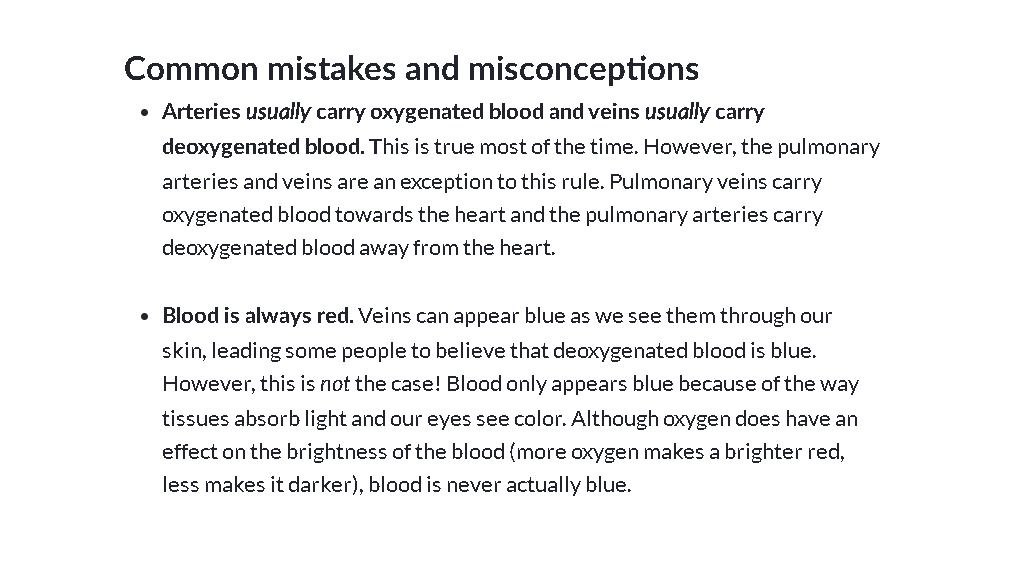 Common mistakes and misconceptions
• Arteries usually carry oxygenated blood and veins usually carry
deoxygenated blood. This is true most of the time. However, the pulmonary
arteries and veins are an exception to this rule. Pulmonary veins carry
oxygenated blood towards the heart and the pulmonary arteries carry
deoxygenated blood away from the heart.
• Blood is always red. Veins can appear blue as we see them through our
skin, leading some people to believe that deoxygenated blood is blue.
However, this is not the case! Blood only appears blue because of the way
tissues absorb light and our eyes see color. Although oxygen does have an
effect on the brightness of the blood (more oxygen makes a brighter red,
less makes it darker), blood is never actually blue.